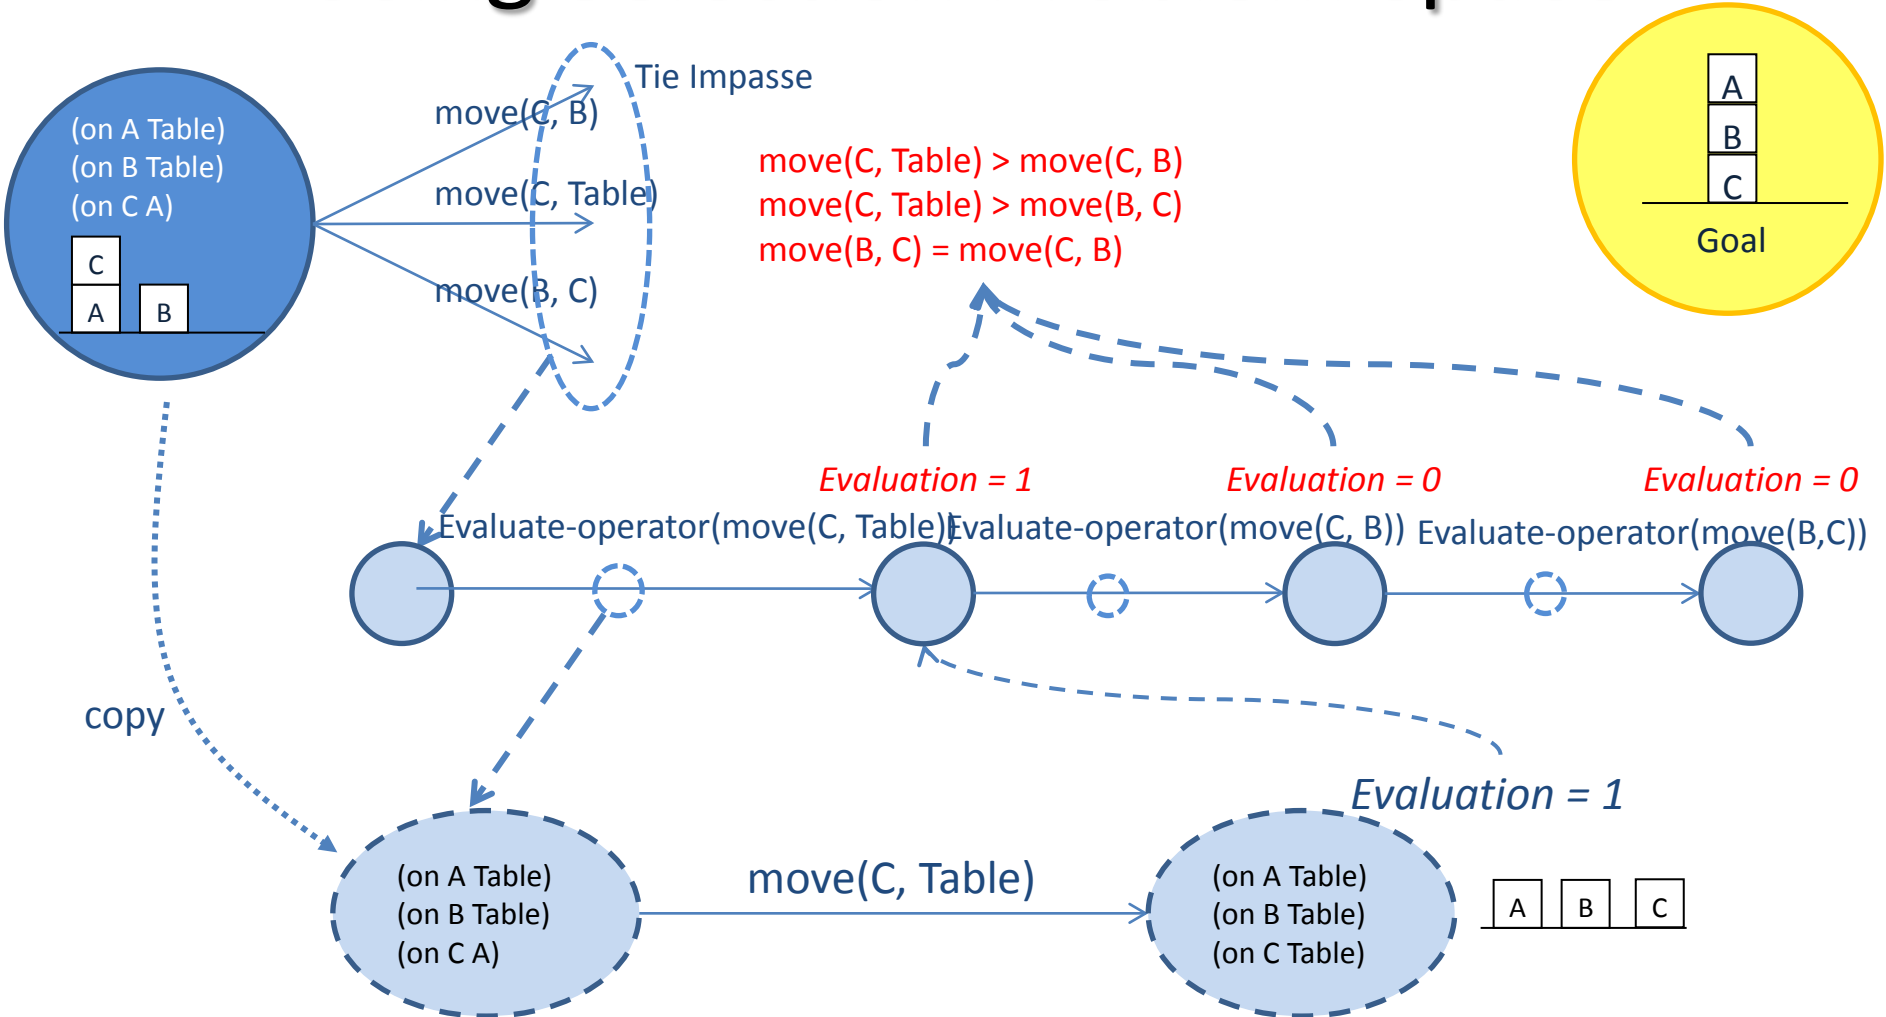 Tie Impasse
(on A Table)
(on B Table)
(on C A)
C
A
B
move(C, B)
move(C, Table)
move(B, C)
move(C, Table) > move(C, B)
move(C, Table) > move(B, C)
move(B, C) = move(C, B)
A
B
C
Goal
Evaluation = 1
Evaluation = 0
Evaluation = 0
Evaluate-operator(move(C, Table))
Evaluate-operator(move(C, B))
Evaluate-operator(move(B,C))
copy
Evaluation = 1
(on A Table)
(on B Table)
(on C A)
move(C, Table)
(on A Table)
(on B Table)
(on C Table)
A
B
C